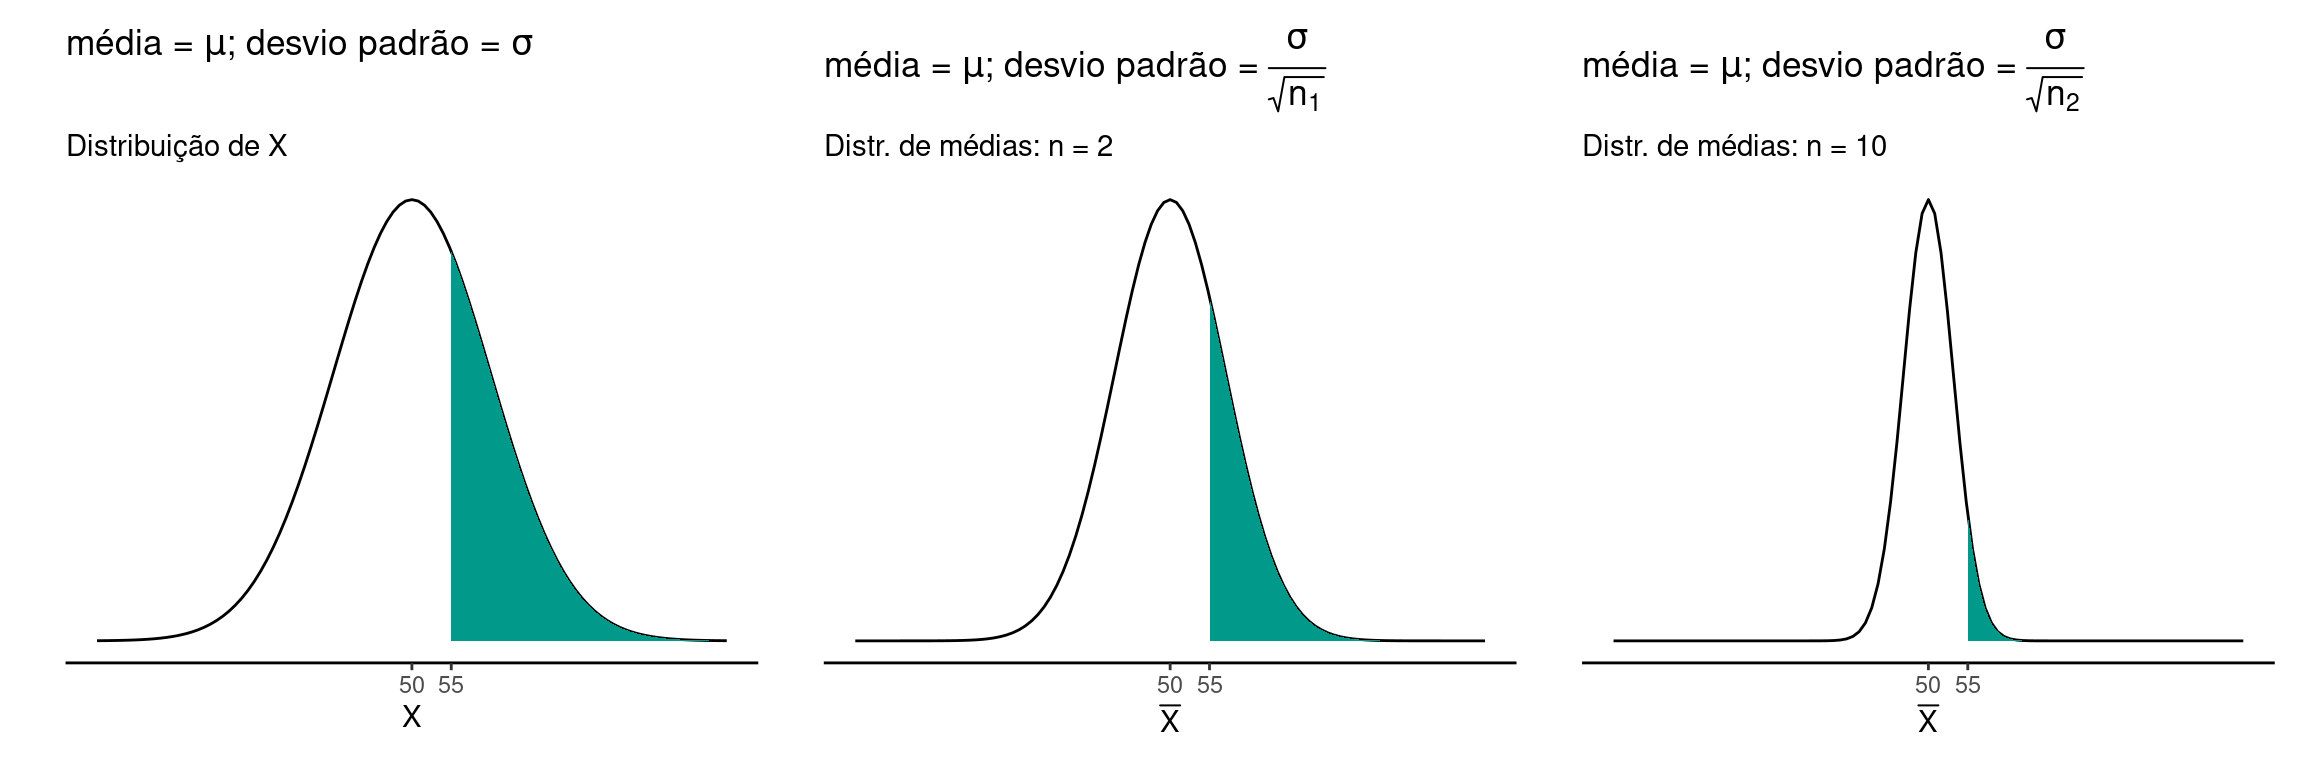 média = μ; desvio padrão = σ
Distribuição de X
50 55
X
média = μ; desvio padrão = σ/√n₁
Distr. de médias: n = 2
50 55
X̅
média = μ; desvio padrão = σ/√n₂
Distr. de médias: n = 10
50 55
X̅